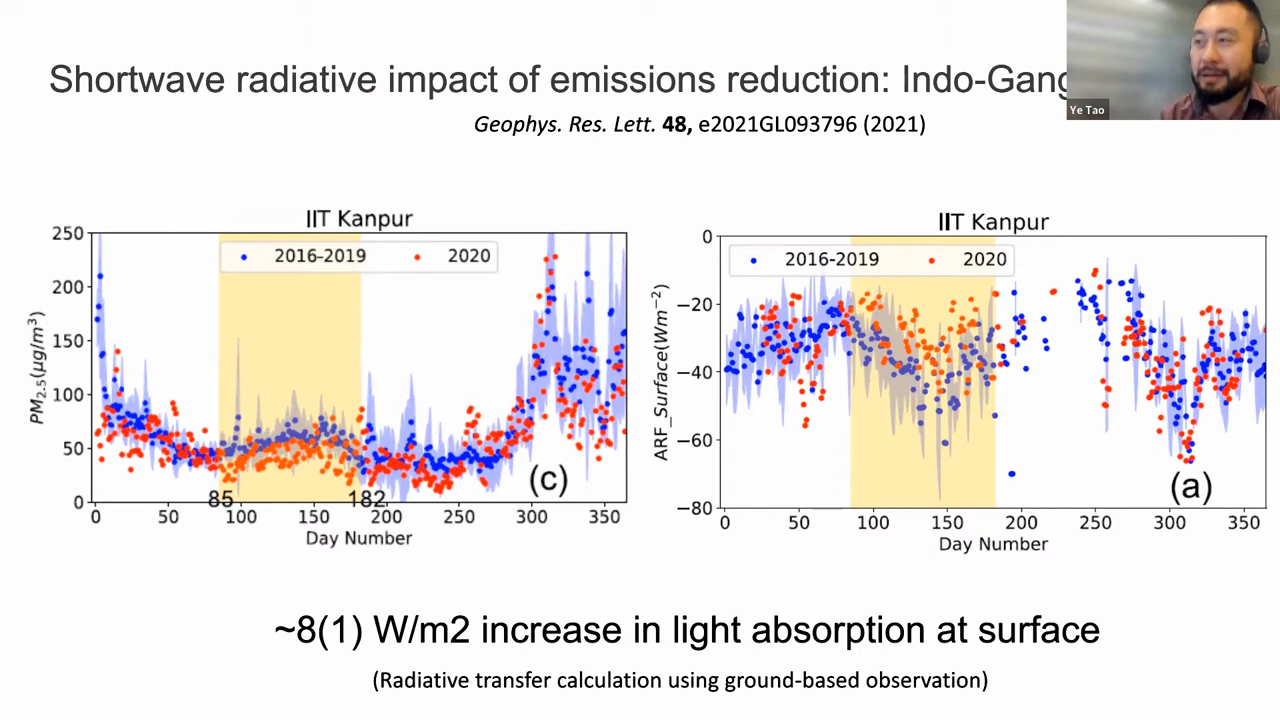 Shortwave radiative impact of emissions reduction: Indo-Gang
Ye Tao
Geophys. Res. Lett. 48, e2021GL093796 (2021)
IIT Kanpur
2016-2019
2020
PM2.5(μg/m³)
250
200
150
100
50
0
85
182
(c)
0 50 100 150 200 250 300 350
Day Number
IIT Kanpur
2016-2019
2020
ARF_Surface(Wm⁻²)
0
−20
−40
−60
−80
(a)
0 50 100 150 200 250 300 350
Day Number
~8(1) W/m2 increase in light absorption at surface
(Radiative transfer calculation using ground-based observation)